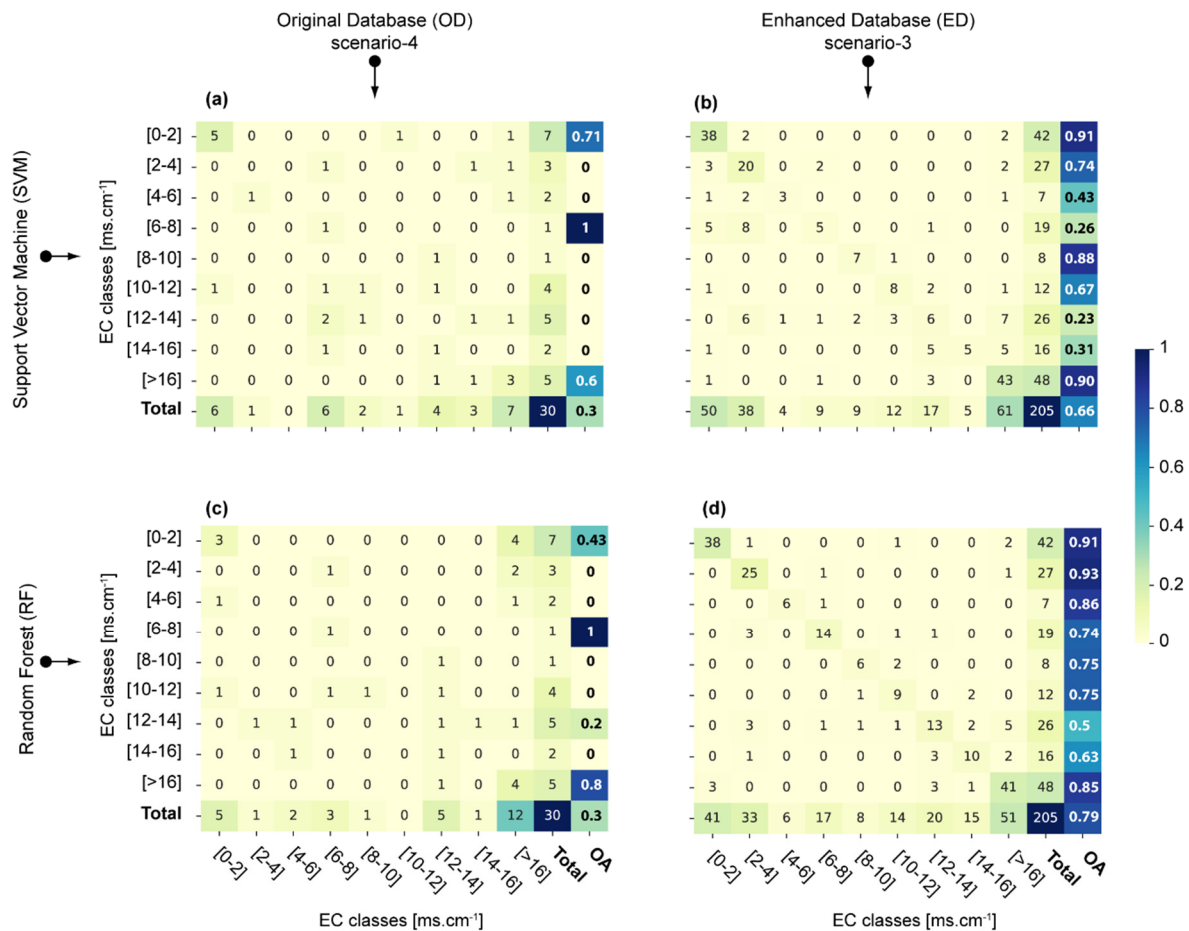 Original Database (OD)
scenario-4
Enhanced Database (ED)
scenario-3
Support Vector Machine (SVM)
(a)
EC classes [ms.cm-1]
[0-2] 5 0 0 0 0 1 0 0 1 7 0.71
[2-4] 0 0 0 1 0 0 0 1 1 3 0
[4-6] 0 1 0 0 0 0 0 0 1 2 0
[6-8] 0 0 0 1 0 0 0 0 0 1 1
[8-10] 0 0 0 0 0 0 1 0 0 1 0
[10-12] 1 0 0 1 1 0 1 0 0 4 0
[12-14] 0 0 0 2 1 0 0 1 1 5 0
[14-16] 0 0 0 1 0 0 1 0 0 2 0
[>16] 0 0 0 0 0 0 1 1 3 5 0.6
Total 6 1 0 6 2 1 4 3 7 30 0.3
(b)
38 2 0 0 0 0 0 0 2 42 0.91
3 20 0 2 0 0 0 0 2 27 0.74
1 2 3 0 0 0 0 0 1 7 0.43
5 8 0 5 0 0 1 0 0 19 0.26
0 0 0 0 7 1 0 0 0 8 0.88
1 0 0 0 0 8 2 0 1 12 0.67
0 6 1 1 2 3 6 0 7 26 0.23
1 0 0 0 0 0 5 5 5 16 0.31
1 0 0 1 0 0 3 0 43 48 0.90
50 38 4 9 9 12 17 5 61 205 0.66
1
0.8
0.6
0.4
0.2
0
Random Forest (RF)
(c)
EC classes [ms.cm-1]
[0-2] 3 0 0 0 0 0 0 0 4 7 0.43
[2-4] 0 0 0 1 0 0 0 0 2 3 0
[4-6] 1 0 0 0 0 0 0 0 1 2 0
[6-8] 0 0 0 1 0 0 0 0 0 1 1
[8-10] 0 0 0 0 0 0 1 0 0 1 0
[10-12] 1 0 0 1 1 0 1 0 0 4 0
[12-14] 0 1 1 0 0 0 1 1 1 5 0.2
[14-16] 0 0 1 0 0 0 1 0 0 2 0
[>16] 0 0 0 0 0 0 1 0 4 5 0.8
Total 5 1 2 3 1 0 5 1 12 30 0.3
[0-2] [2-4] [4-6] [6-8] [8-10] [10-12] [12-14] [14-16] [>16] Total OA
EC classes [ms.cm-1]
(d)
38 1 0 0 0 1 0 0 2 42 0.91
0 25 0 1 0 0 0 0 1 27 0.93
0 0 6 1 0 0 0 0 0 7 0.86
0 3 0 14 0 1 1 0 0 19 0.74
0 0 0 0 6 2 0 0 0 8 0.75
0 0 0 0 1 9 0 2 0 12 0.75
0 3 0 1 1 1 13 2 5 26 0.5
0 1 0 0 0 0 3 10 2 16 0.63
3 0 0 0 0 0 3 1 41 48 0.85
41 33 6 17 8 14 20 15 51 205 0.79
[0-2] [2-4] [4-6] [6-8] [8-10] [10-12] [12-14] [14-16] [>16] Total OA
EC classes [ms.cm-1]